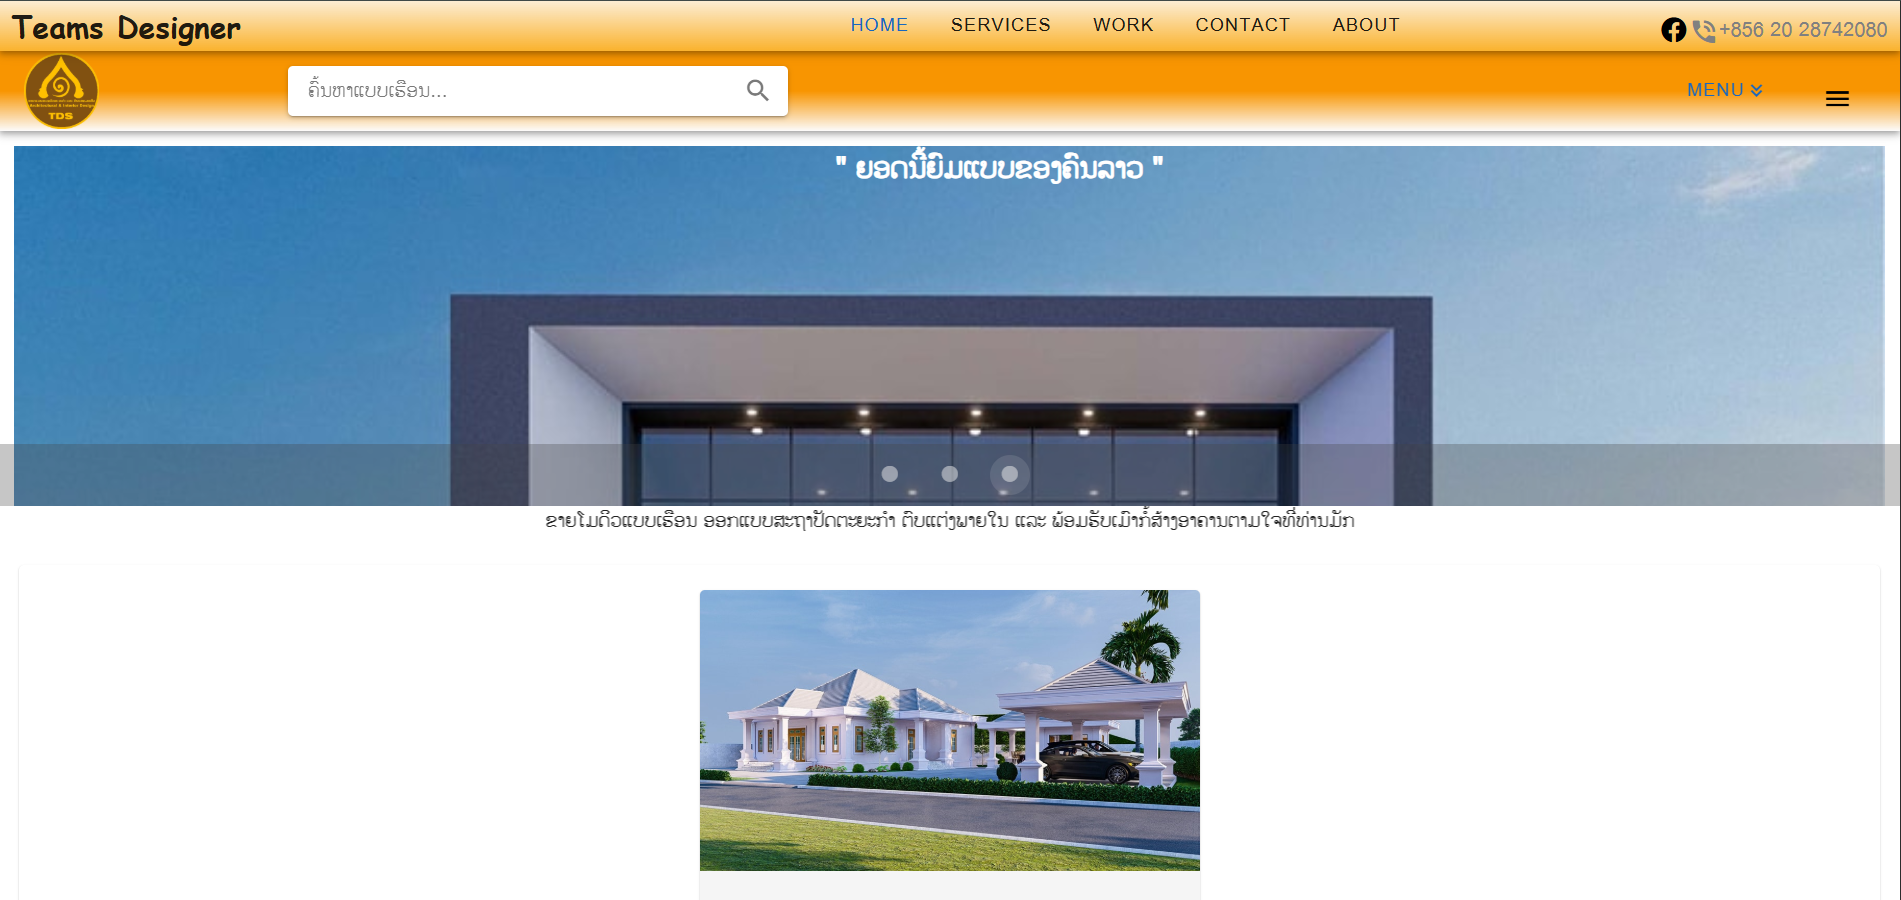 Teams Designer
HOME SERVICES WORK CONTACT ABOUT
+856 20 28742080
TDS
Architectural & Interior Design
ຄົ້ນຫາແບບເຮືອນ...
MENU
" ຍອດນິຍົມແບບຂອງຄົນລາວ "
ຂາຍໂມດິວແບບເຮືອນ ອອກແບບສະຖາປັດຕະຍະກຳ ຕົບແຕ່ງພາຍໃນ ແລະ ພ້ອມຮັບເໝົາກໍ່ສ້າງອາຄານຕາມໃຈທີ່ທ່ານມັກ